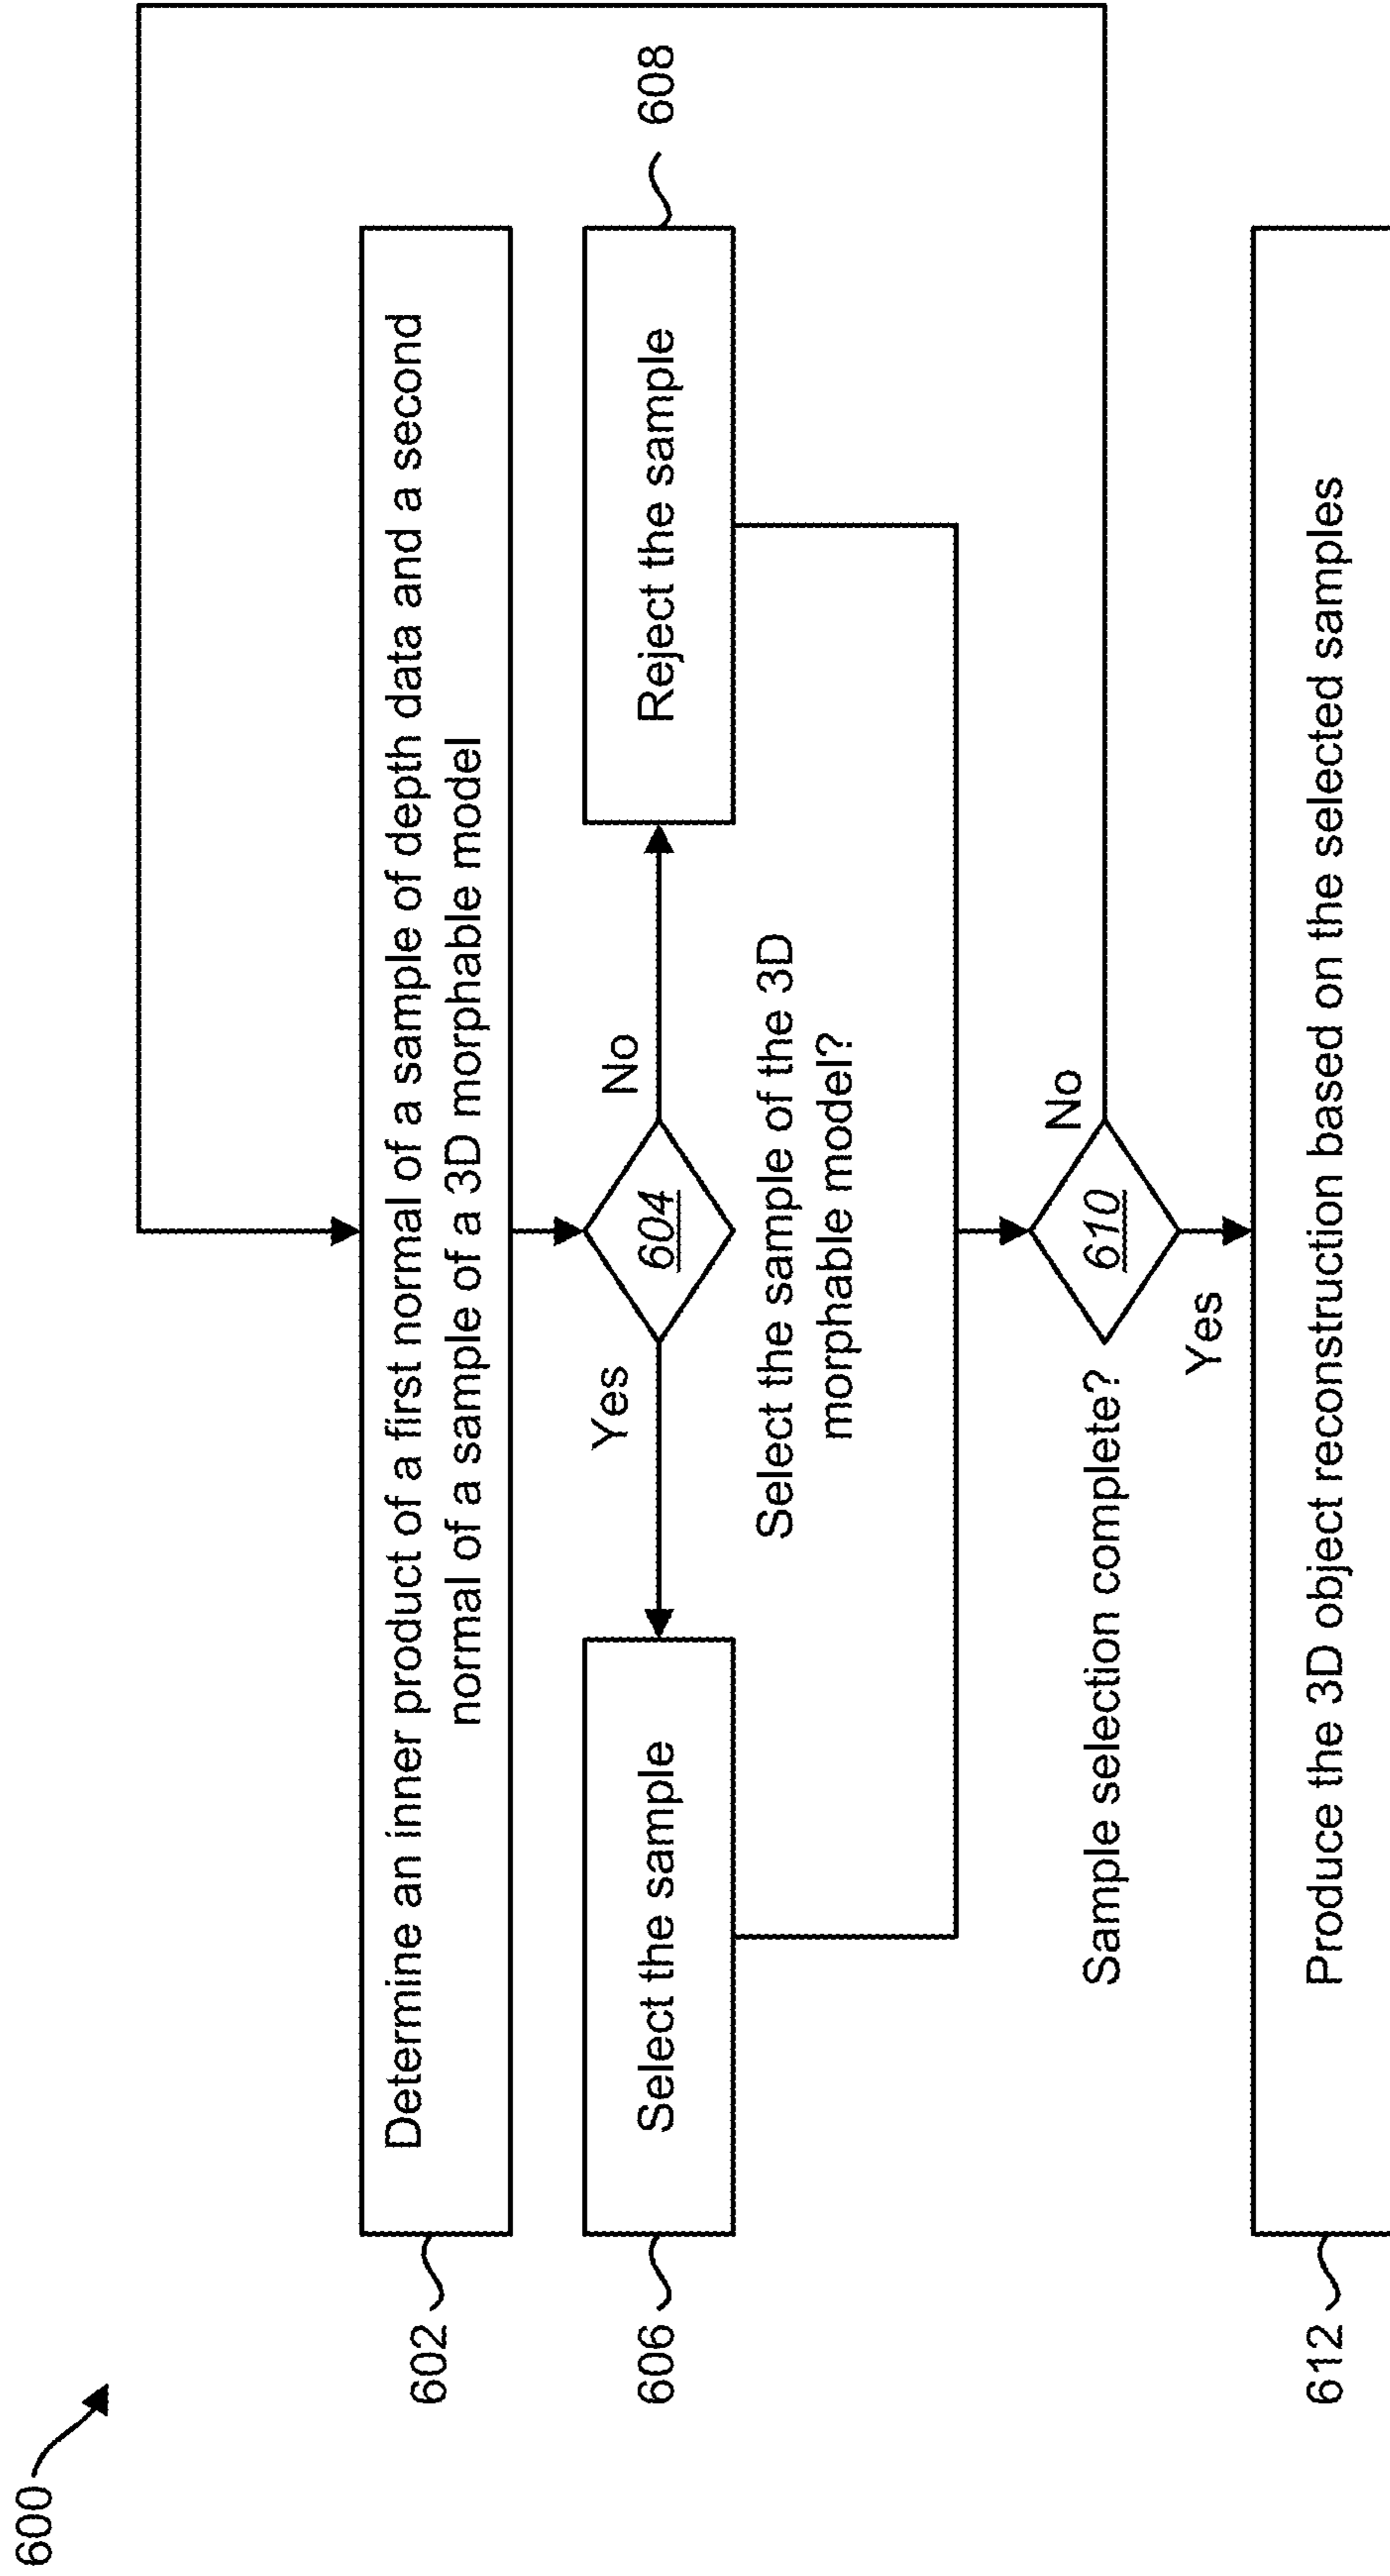 600
602
Determine an inner product of a first normal of a sample of depth data and a second
normal of a sample of a 3D morphable model
606
Select the sample
Yes
604
No
Reject the sample
608
Select the sample of the 3D
morphable model?
Sample selection complete?
610
No
Yes
612
Produce the 3D object reconstruction based on the selected samples